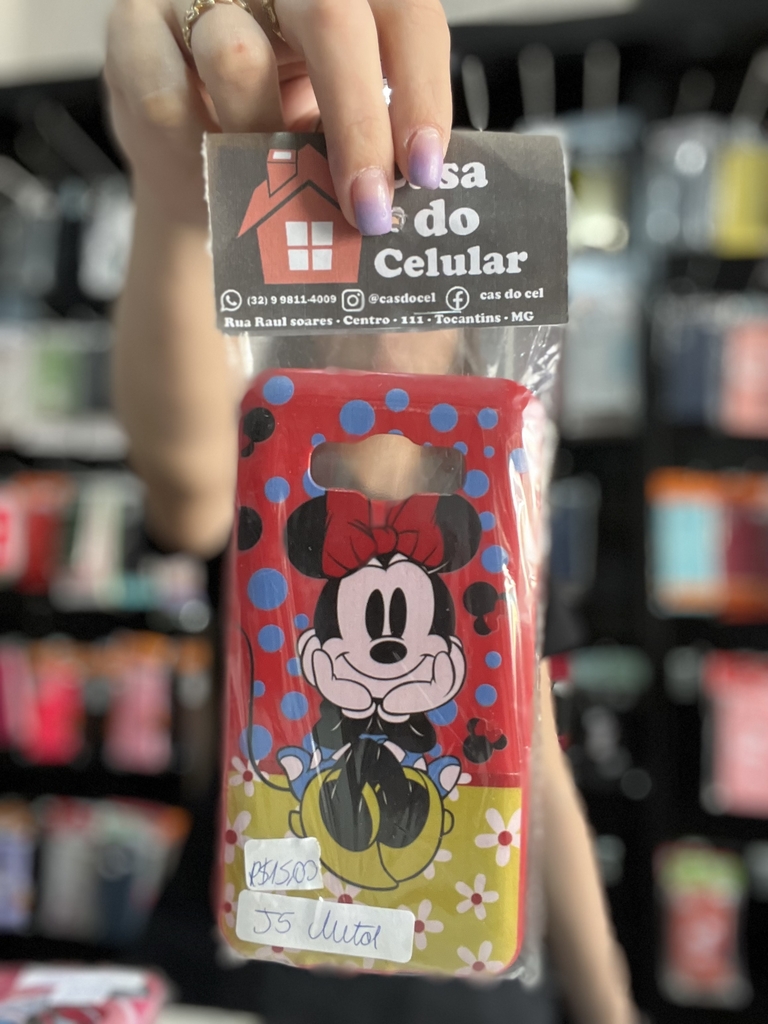 sa
do
Celular
(32) 9 9811-4009 @casdocel cas do cel
Rua Raul soares · Centro · 111 · Tocantins · MG
R$15,00
J5 Metal